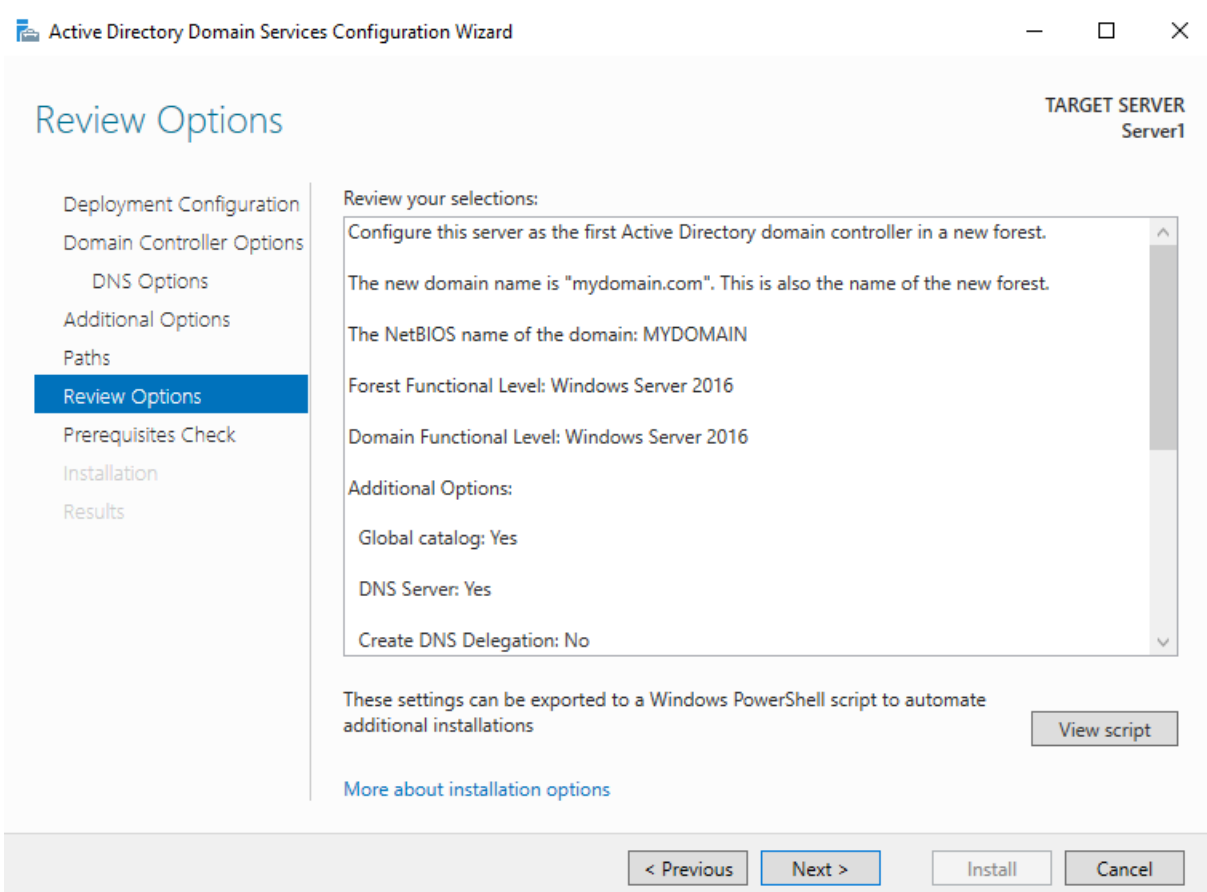 Active Directory Domain Services Configuration Wizard
Review Options
TARGET SERVER
Server1
Deployment Configuration
Domain Controller Options
DNS Options
Additional Options
Paths
Review Options
Prerequisites Check
Installation
Results
Review your selections:
Configure this server as the first Active Directory domain controller in a new forest.
The new domain name is "mydomain.com". This is also the name of the new forest.
The NetBIOS name of the domain: MYDOMAIN
Forest Functional Level: Windows Server 2016
Domain Functional Level: Windows Server 2016
Additional Options:
Global catalog: Yes
DNS Server: Yes
Create DNS Delegation: No
These settings can be exported to a Windows PowerShell script to automate
additional installations
View script
More about installation options
< Previous
Next >
Install
Cancel